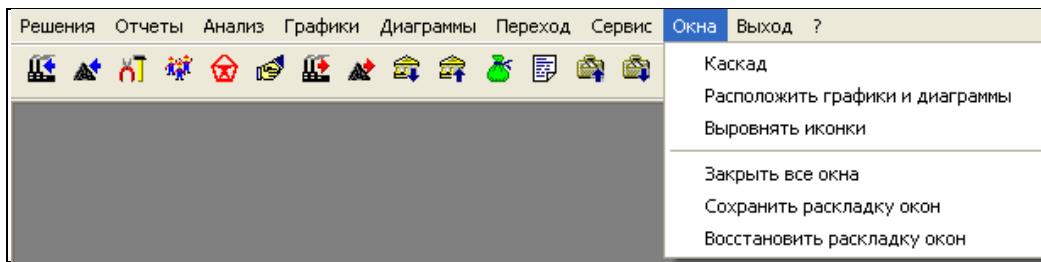 Решения Отчеты Анализ Графики Диаграммы Переход Сервис Окна Выход ?
Каскад
Расположить графики и диаграммы
Выровнять иконки
Закрыть все окна
Сохранить раскладку окон
Восстановить раскладку окон